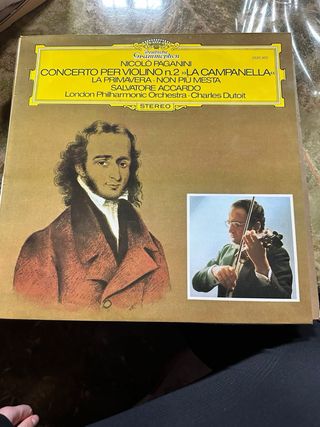 Deutsche
Grammophon
NICOLÒ PAGANINI
CONCERTO PER VIOLINO n.2 »LA CAMPANELLA«
LA PRIMAVERA · NON PIÙ MESTA
SALVATORE ACCARDO
London Philharmonic Orchestra · Charles Dutoit
STEREO